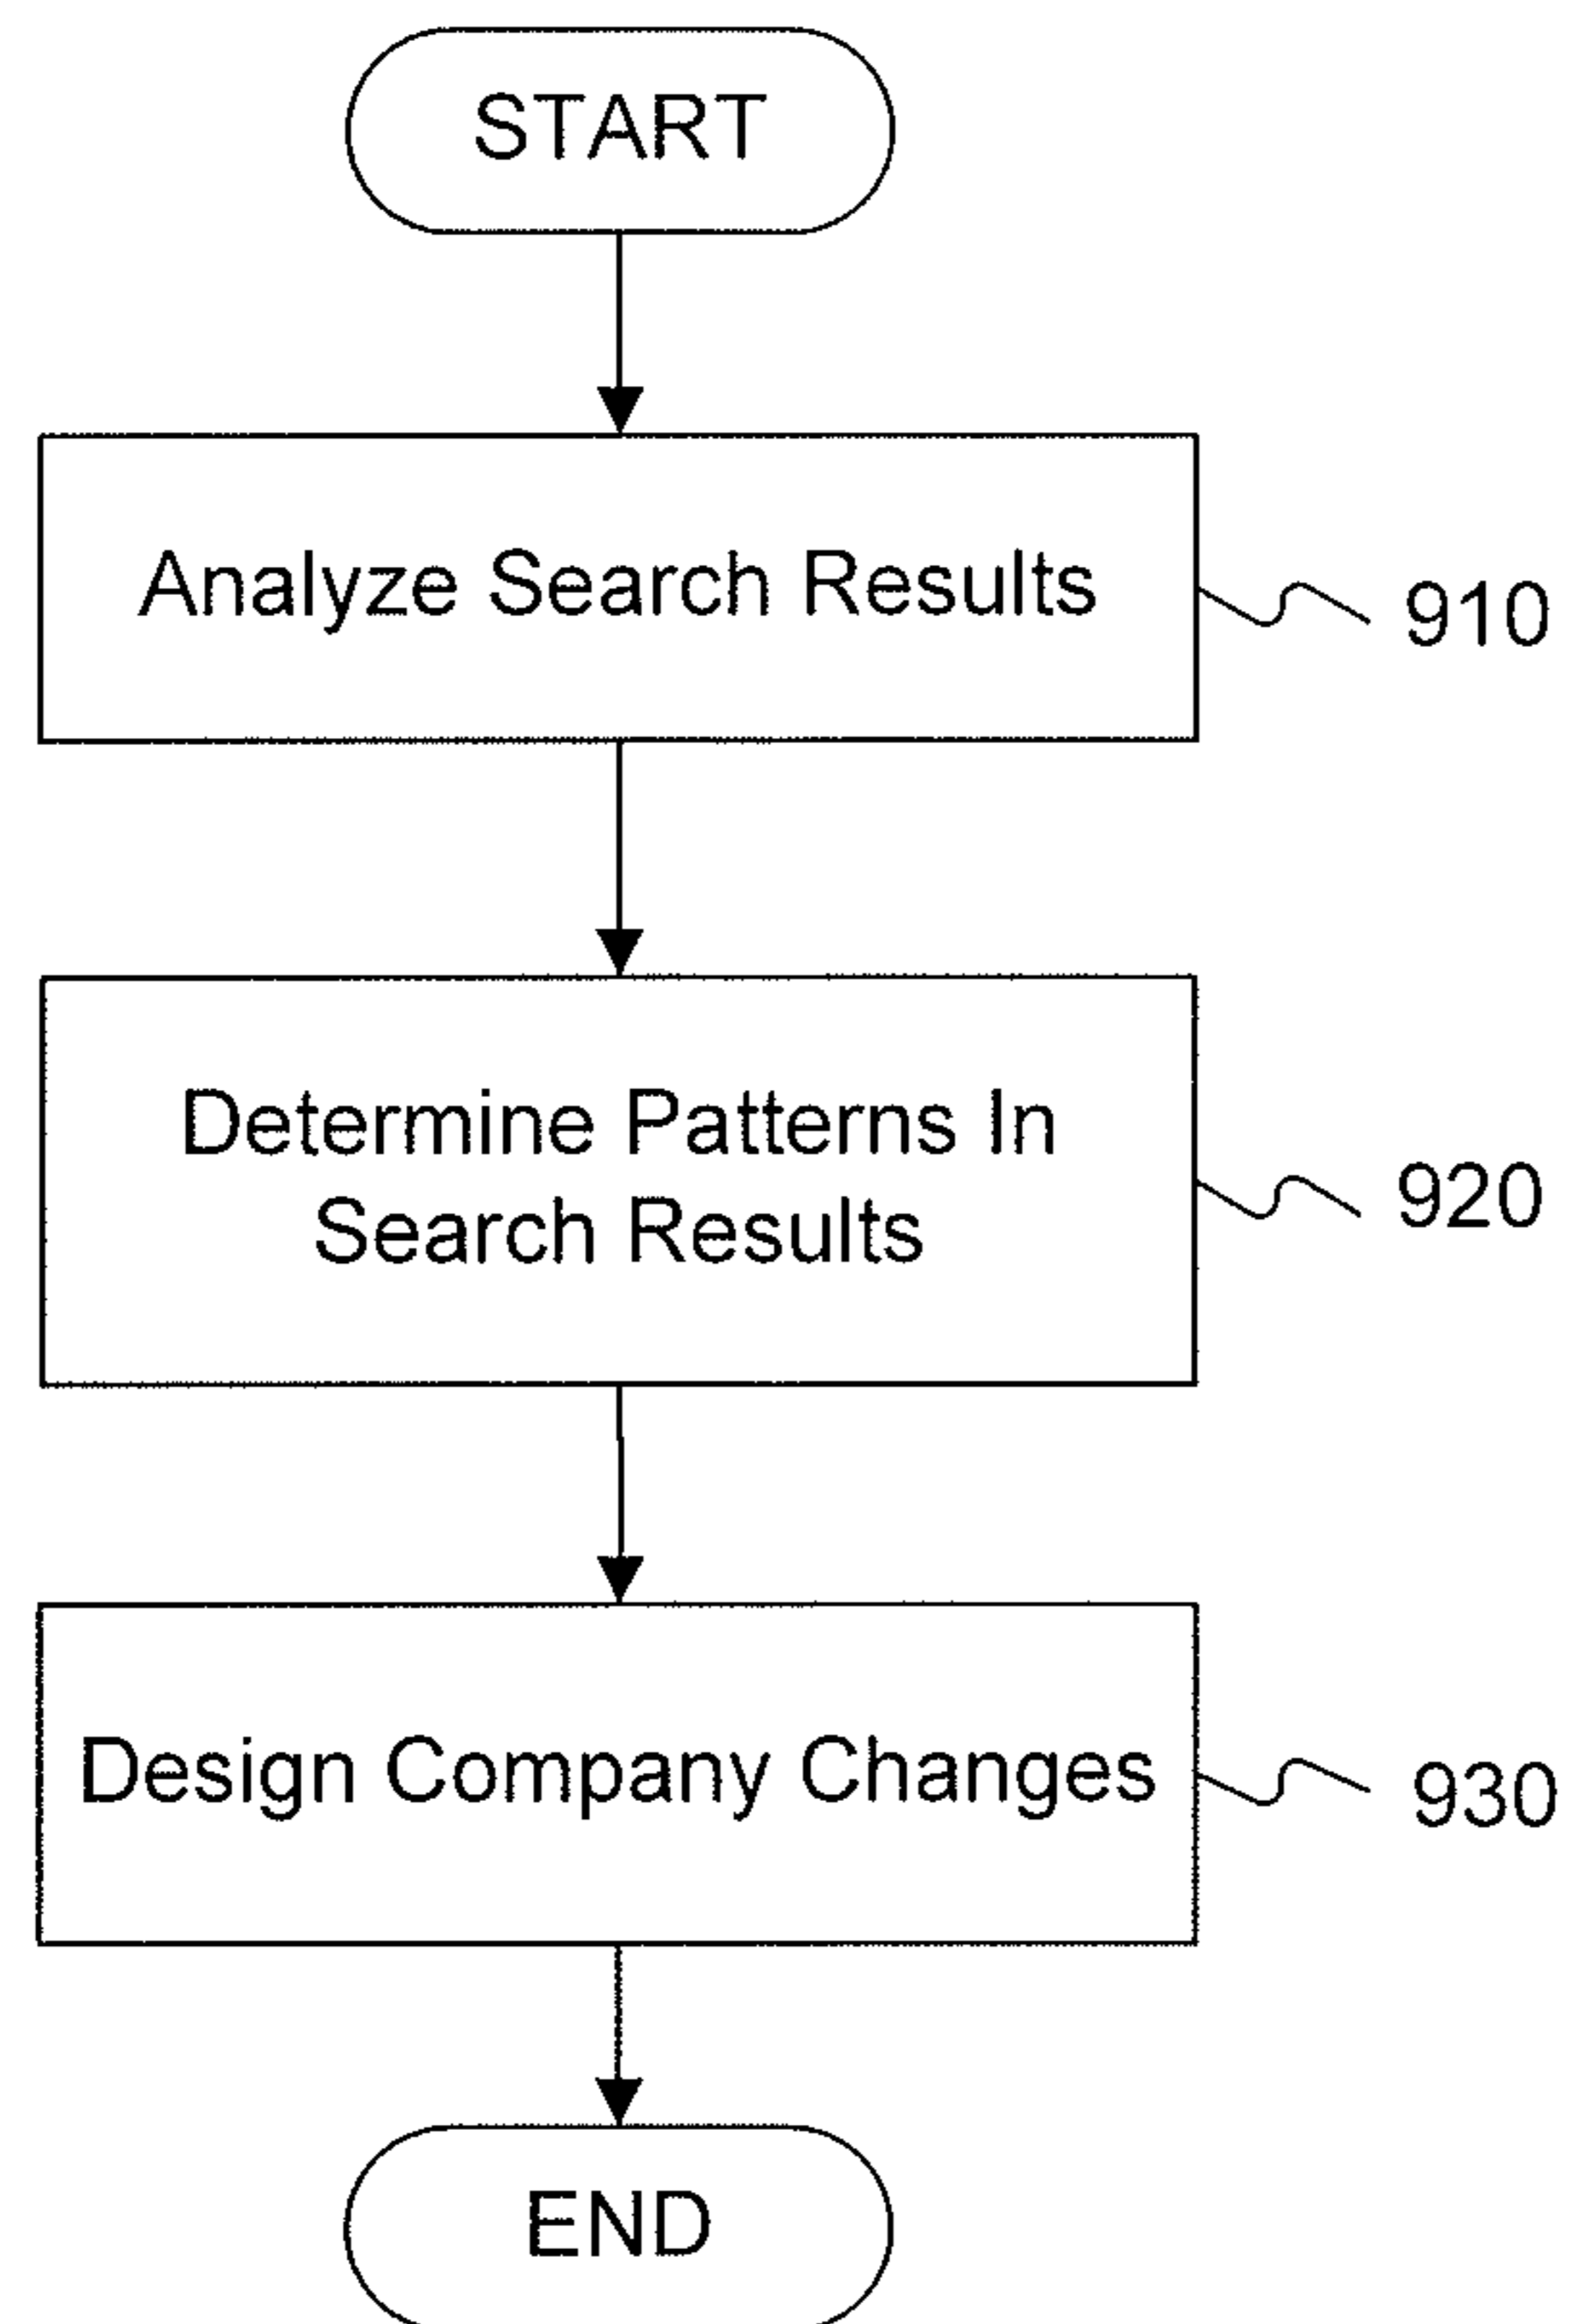 START
Analyze Search Results
910
Determine Patterns In
Search Results
920
Design Company Changes
930
END